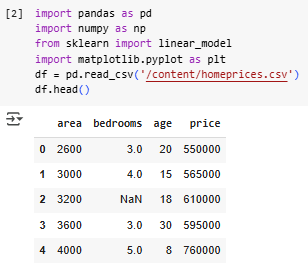 [2] import pandas as pd
import numpy as np
from sklearn import linear_model
import matplotlib.pyplot as plt
df = pd.read_csv('/content/homeprices.csv')
df.head()
area bedrooms age price
0 2600 3.0 20 550000
1 3000 4.0 15 565000
2 3200 NaN 18 610000
3 3600 3.0 30 595000
4 4000 5.0 8 760000